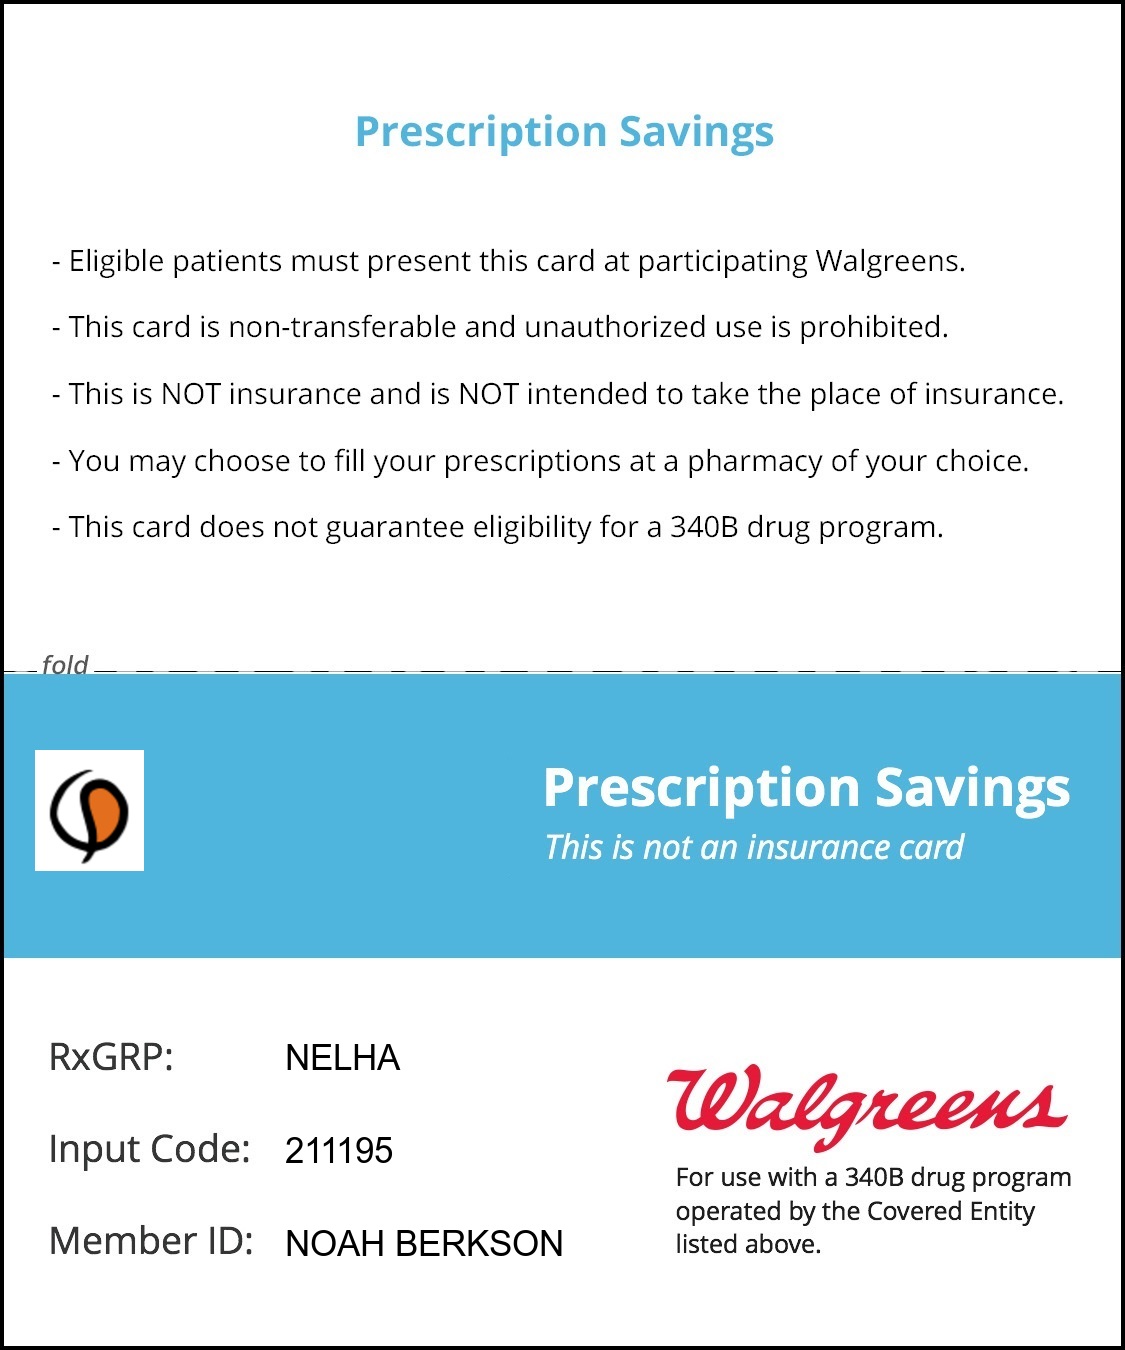 Prescription Savings
- Eligible patients must present this card at participating Walgreens.
- This card is non-transferable and unauthorized use is prohibited.
- This is NOT insurance and is NOT intended to take the place of insurance.
- You may choose to fill your prescriptions at a pharmacy of your choice.
- This card does not guarantee eligibility for a 340B drug program.
fold
Prescription Savings
This is not an insurance card
RxGRP: NELHA
Input Code: 211195
Member ID: NOAH BERKSON
Walgreens
For use with a 340B drug program
operated by the Covered Entity
listed above.